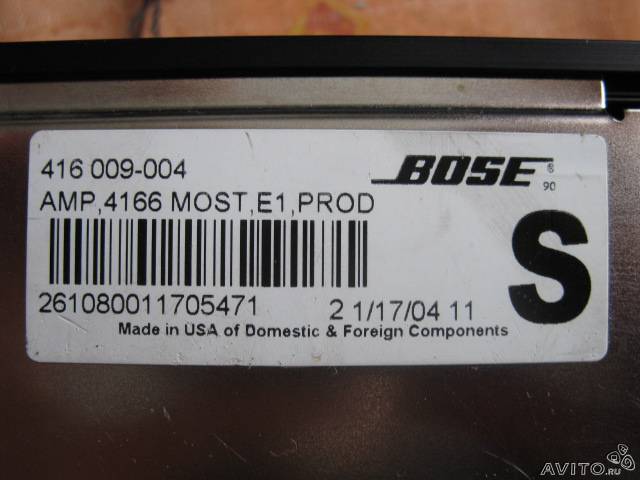 416 009-004
BOSE ®
90
AMP,4166 MOST,E1,PROD
S
261080011705471 2 1/17/04 11
Made in USA of Domestic & Foreign Components
AVITO.ru